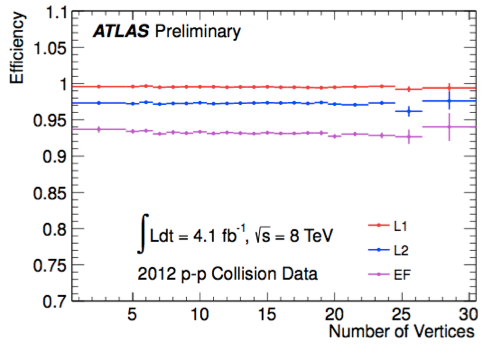 1.1
ATLAS Preliminary
1.05
1
0.95
0.9
0.85
0.8
0.75
0.7
Efficiency
∫Ldt = 4.1 fb⁻¹, √s = 8 TeV
2012 p-p Collision Data
L1
L2
EF
5 10 15 20 25 30
Number of Vertices